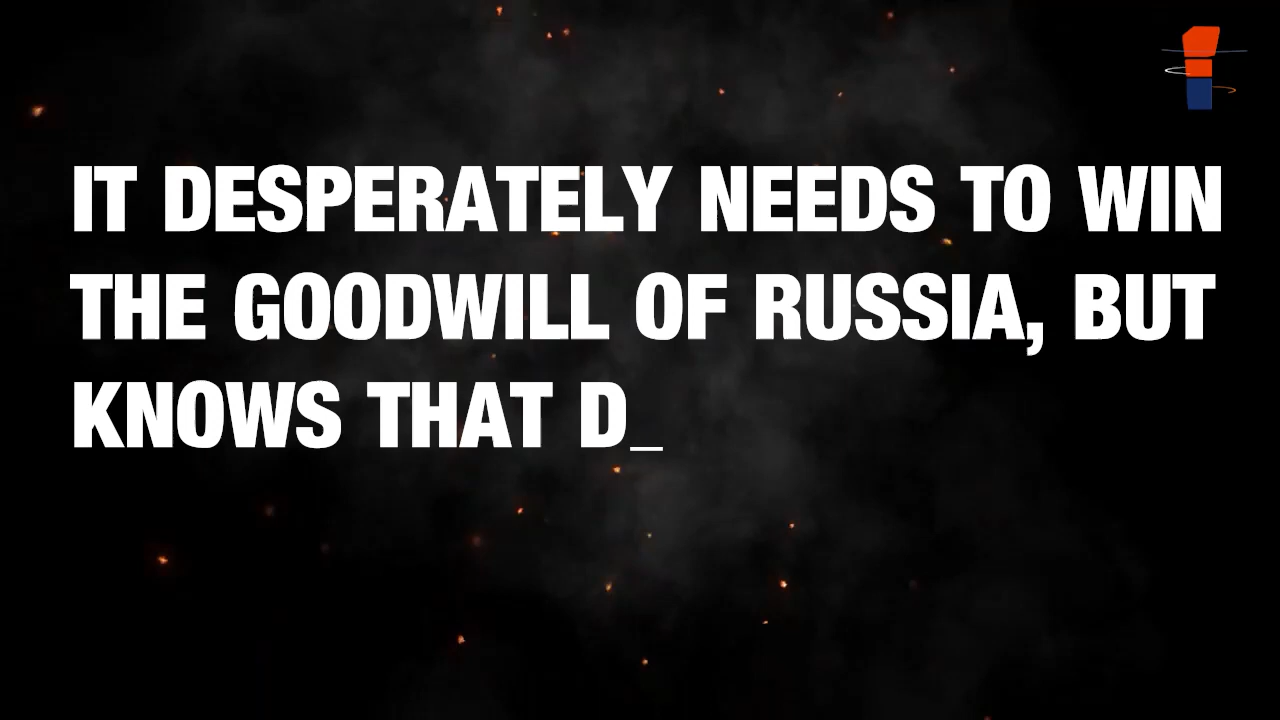 IT DESPERATELY NEEDS TO WIN
THE GOODWILL OF RUSSIA, BUT
KNOWS THAT D_